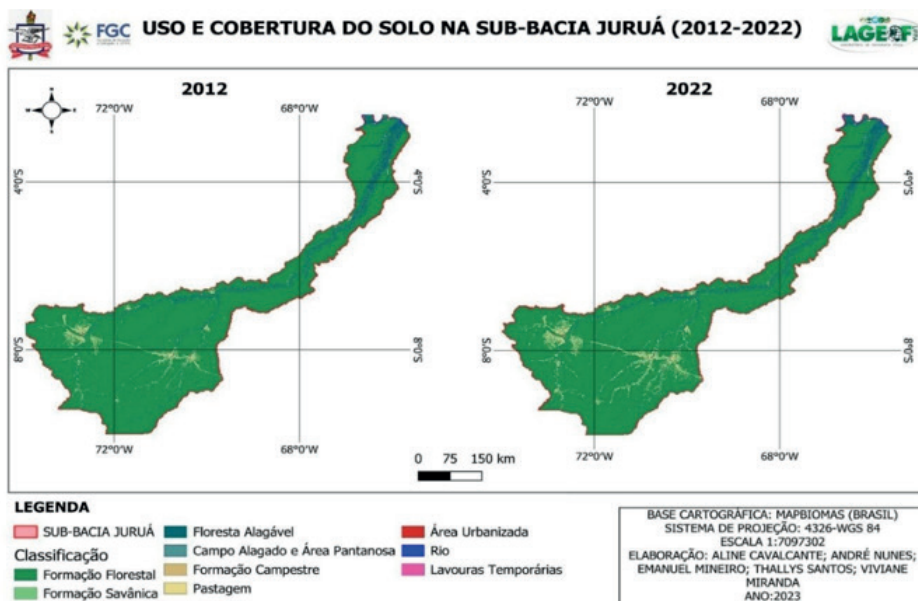 FGC
USO E COBERTURA DO SOLO NA SUB-BACIA JURUÁ (2012-2022)
LAGEOF
2012
2022
72°0'W 68°0'W
72°0'W 68°0'W
4°0'S
4°0'S
4°0'S
4°0'S
8°0'S
8°0'S
8°0'S
8°0'S
72°0'W 68°0'W
72°0'W 68°0'W
0 75 150 km
LEGENDA
SUB-BACIA JURUÁ
Classificação
Formação Florestal
Formação Savânica
Floresta Alagável
Campo Alagado e Área Pantanosa
Formação Campestre
Pastagem
Área Urbanizada
Rio
Lavouras Temporárias
BASE CARTOGRÁFICA: MAPBIOMAS (BRASIL)
SISTEMA DE PROJEÇÃO: 4326-WGS 84
ESCALA 1:7097302
ELABORAÇÃO: ALINE CAVALCANTE; ANDRÉ NUNES;
EMANUEL MINEIRO; THALLYS SANTOS; VIVIANE
MIRANDA
ANO:2023